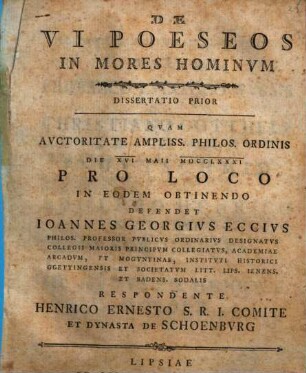 DE
VI POESEOS
IN MORES HOMINVM
DISSERTATIO PRIOR
QVAM
AVCTORITATE AMPLISS. PHILOS. ORDINIS
DIE XVI MAII MDCCLXXXI
PRO LOCO
IN EODEM OBTINENDO
DEFENDET
IOANNES GEORGIVS ECCIVS
PHILOS. PROFESSOR PVBLICVS ORDINARIVS DESIGNATVS
COLLEGII MAIORIS PRINCIPVM COLLEGIATVS, ACADEMIAE
ARCADVM, ET MOGVNTINAE, INSTITVTI HISTORICI
GOETTINGENSIS ET SOCIETATVM LITT. LIPS. IENENS.
ET BADENS. SODALIS
RESPONDENTE
HENRICO ERNESTO S. R. I. COMITE
ET DYNASTA DE SCHOENBVRG
LIPSIAE